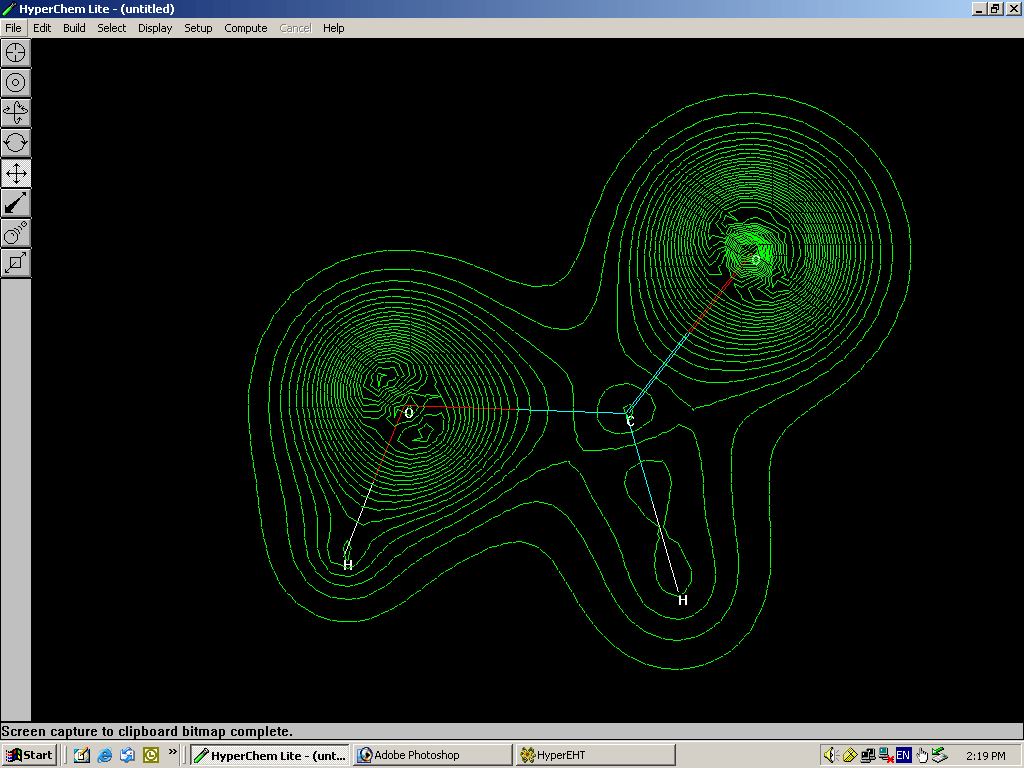 HyperChem Lite - (untitled)
File Edit Build Select Display Setup Compute Cancel Help
O
O
C
H
H
Screen capture to clipboard bitmap complete.
Start » HyperChem Lite - (unt... Adobe Photoshop HyperEHT EN 2:19 PM